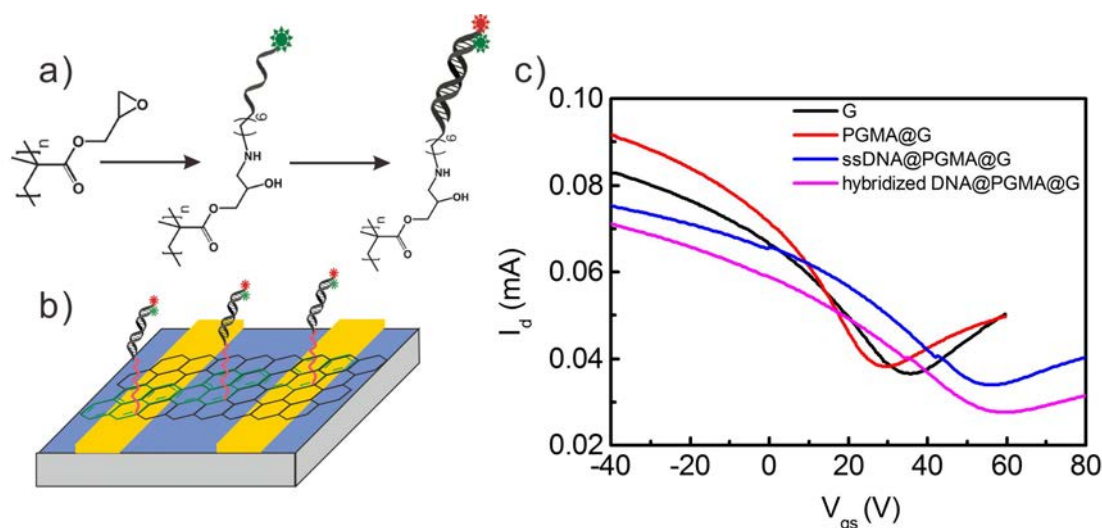 a)
O
n
O
O
9
NH
OH
n
O
O
9
NH
OH
n
O
O
b)
c)
G
PGMA@G
ssDNA@PGMA@G
hybridized DNA@PGMA@G
I_d (mA)
0.10
0.08
0.06
0.04
0.02
-40 -20 0 20 40 60 80
V_gs (V)